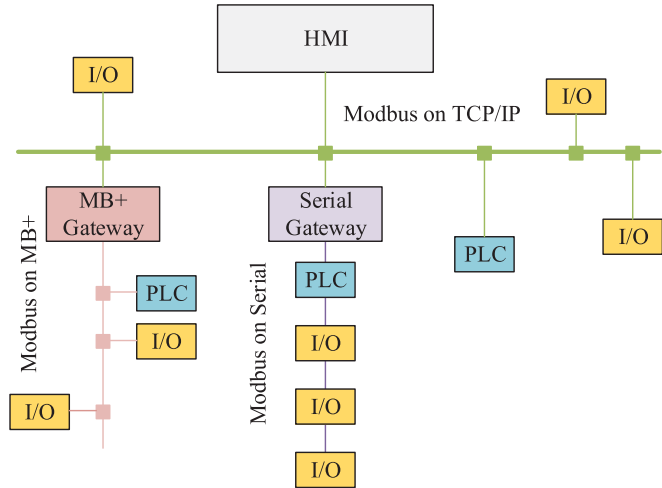 HMI
I/O
I/O
Modbus on TCP/IP
MB+
Gateway
Serial
Gateway
I/O
PLC
Modbus on MB+
PLC
I/O
I/O
Modbus on Serial
PLC
I/O
I/O
I/O